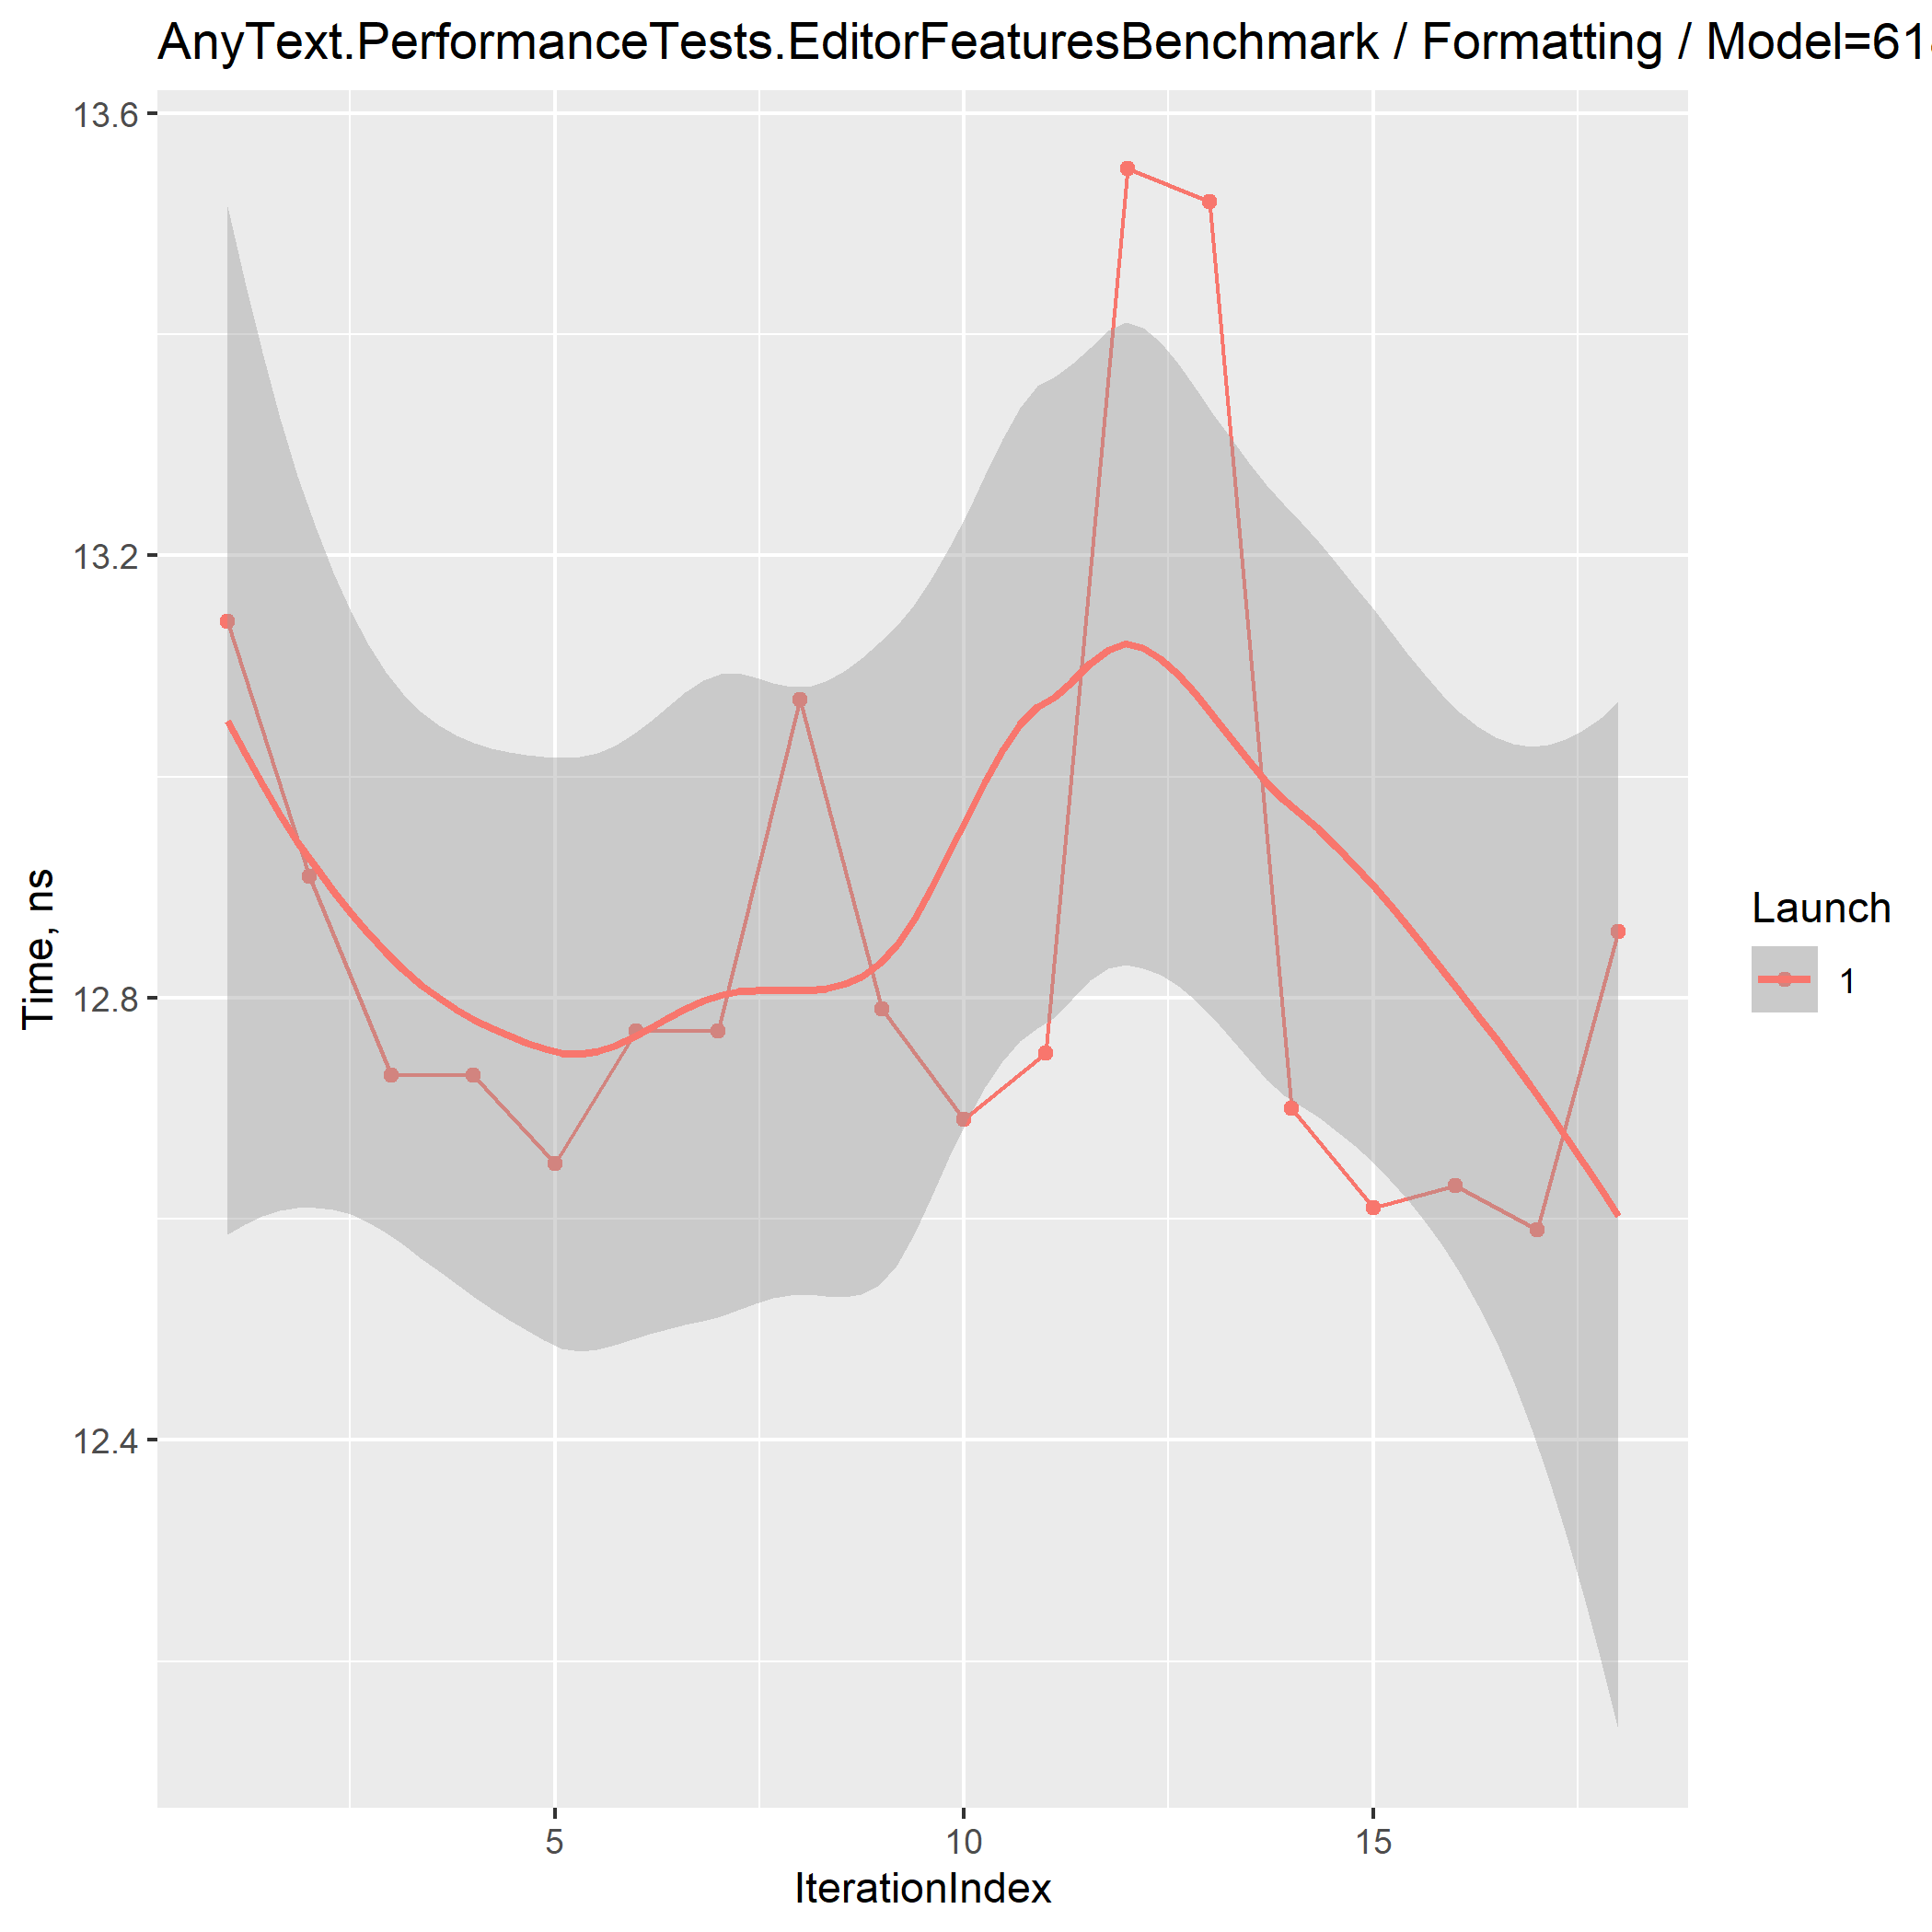 AnyText.PerformanceTests.EditorFeaturesBenchmark / Formatting / Model=61
13.6
13.2
12.8
12.4
Time, ns
5
10
15
IterationIndex
Launch
1